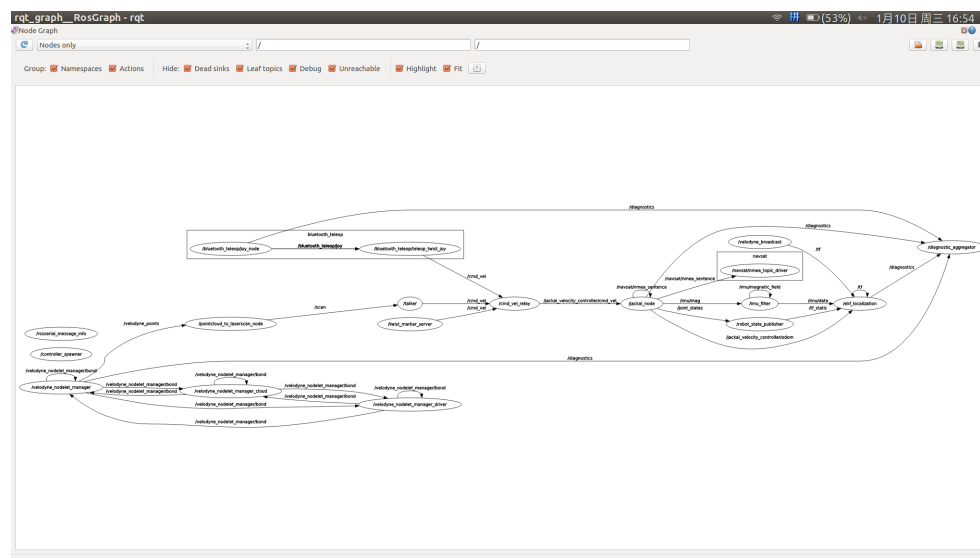 rqt_graph__RosGraph - rqt
(53%) 1月10日 周三 16:54
Node Graph
Nodes only
/
/
Group: Namespaces Actions Hide: Dead sinks Leaf topics Debug Unreachable Highlight Fit
/diagnostics
bluetooth_teleop
/bluetooth_teleop/joy_node
/bluetooth_teleop/joy
/bluetooth_teleop/teleop_twist_joy
/diagnostics
/velodyne_broadcast
/tf
/diagnostic_aggregator
navsat
/navsat/nmea_topic_driver
/navsat/nmea_sentence
/diagnostics
/cmd_vel
/navsat/nmea_sentence
/imu/magnetic_field
/tf
/scan
/talker
/cmd_vel
/cmd_vel
/cmd_vel_relay
/jackal_velocity_controller/cmd_vel
/jackal_node
/imu/mag
/joint_states
/imu_filter
/imu/data
/tf_static
/ekf_localization
/velodyne_points
/pointcloud_to_laserscan_node
/twist_marker_server
/robot_state_publisher
/rosserial_message_info
/jackal_velocity_controller/odom
/controller_spawner
/diagnostics
/velodyne_nodelet_manager/bond
/velodyne_nodelet_manager
/velodyne_nodelet_manager/bond
/velodyne_nodelet_manager/bond
/velodyne_nodelet_manager/bond
/velodyne_nodelet_manager_cloud
/velodyne_nodelet_manager/bond
/velodyne_nodelet_manager/bond
/velodyne_nodelet_manager/bond
/velodyne_nodelet_manager_driver
/velodyne_nodelet_manager/bond
/velodyne_nodelet_manager/bond